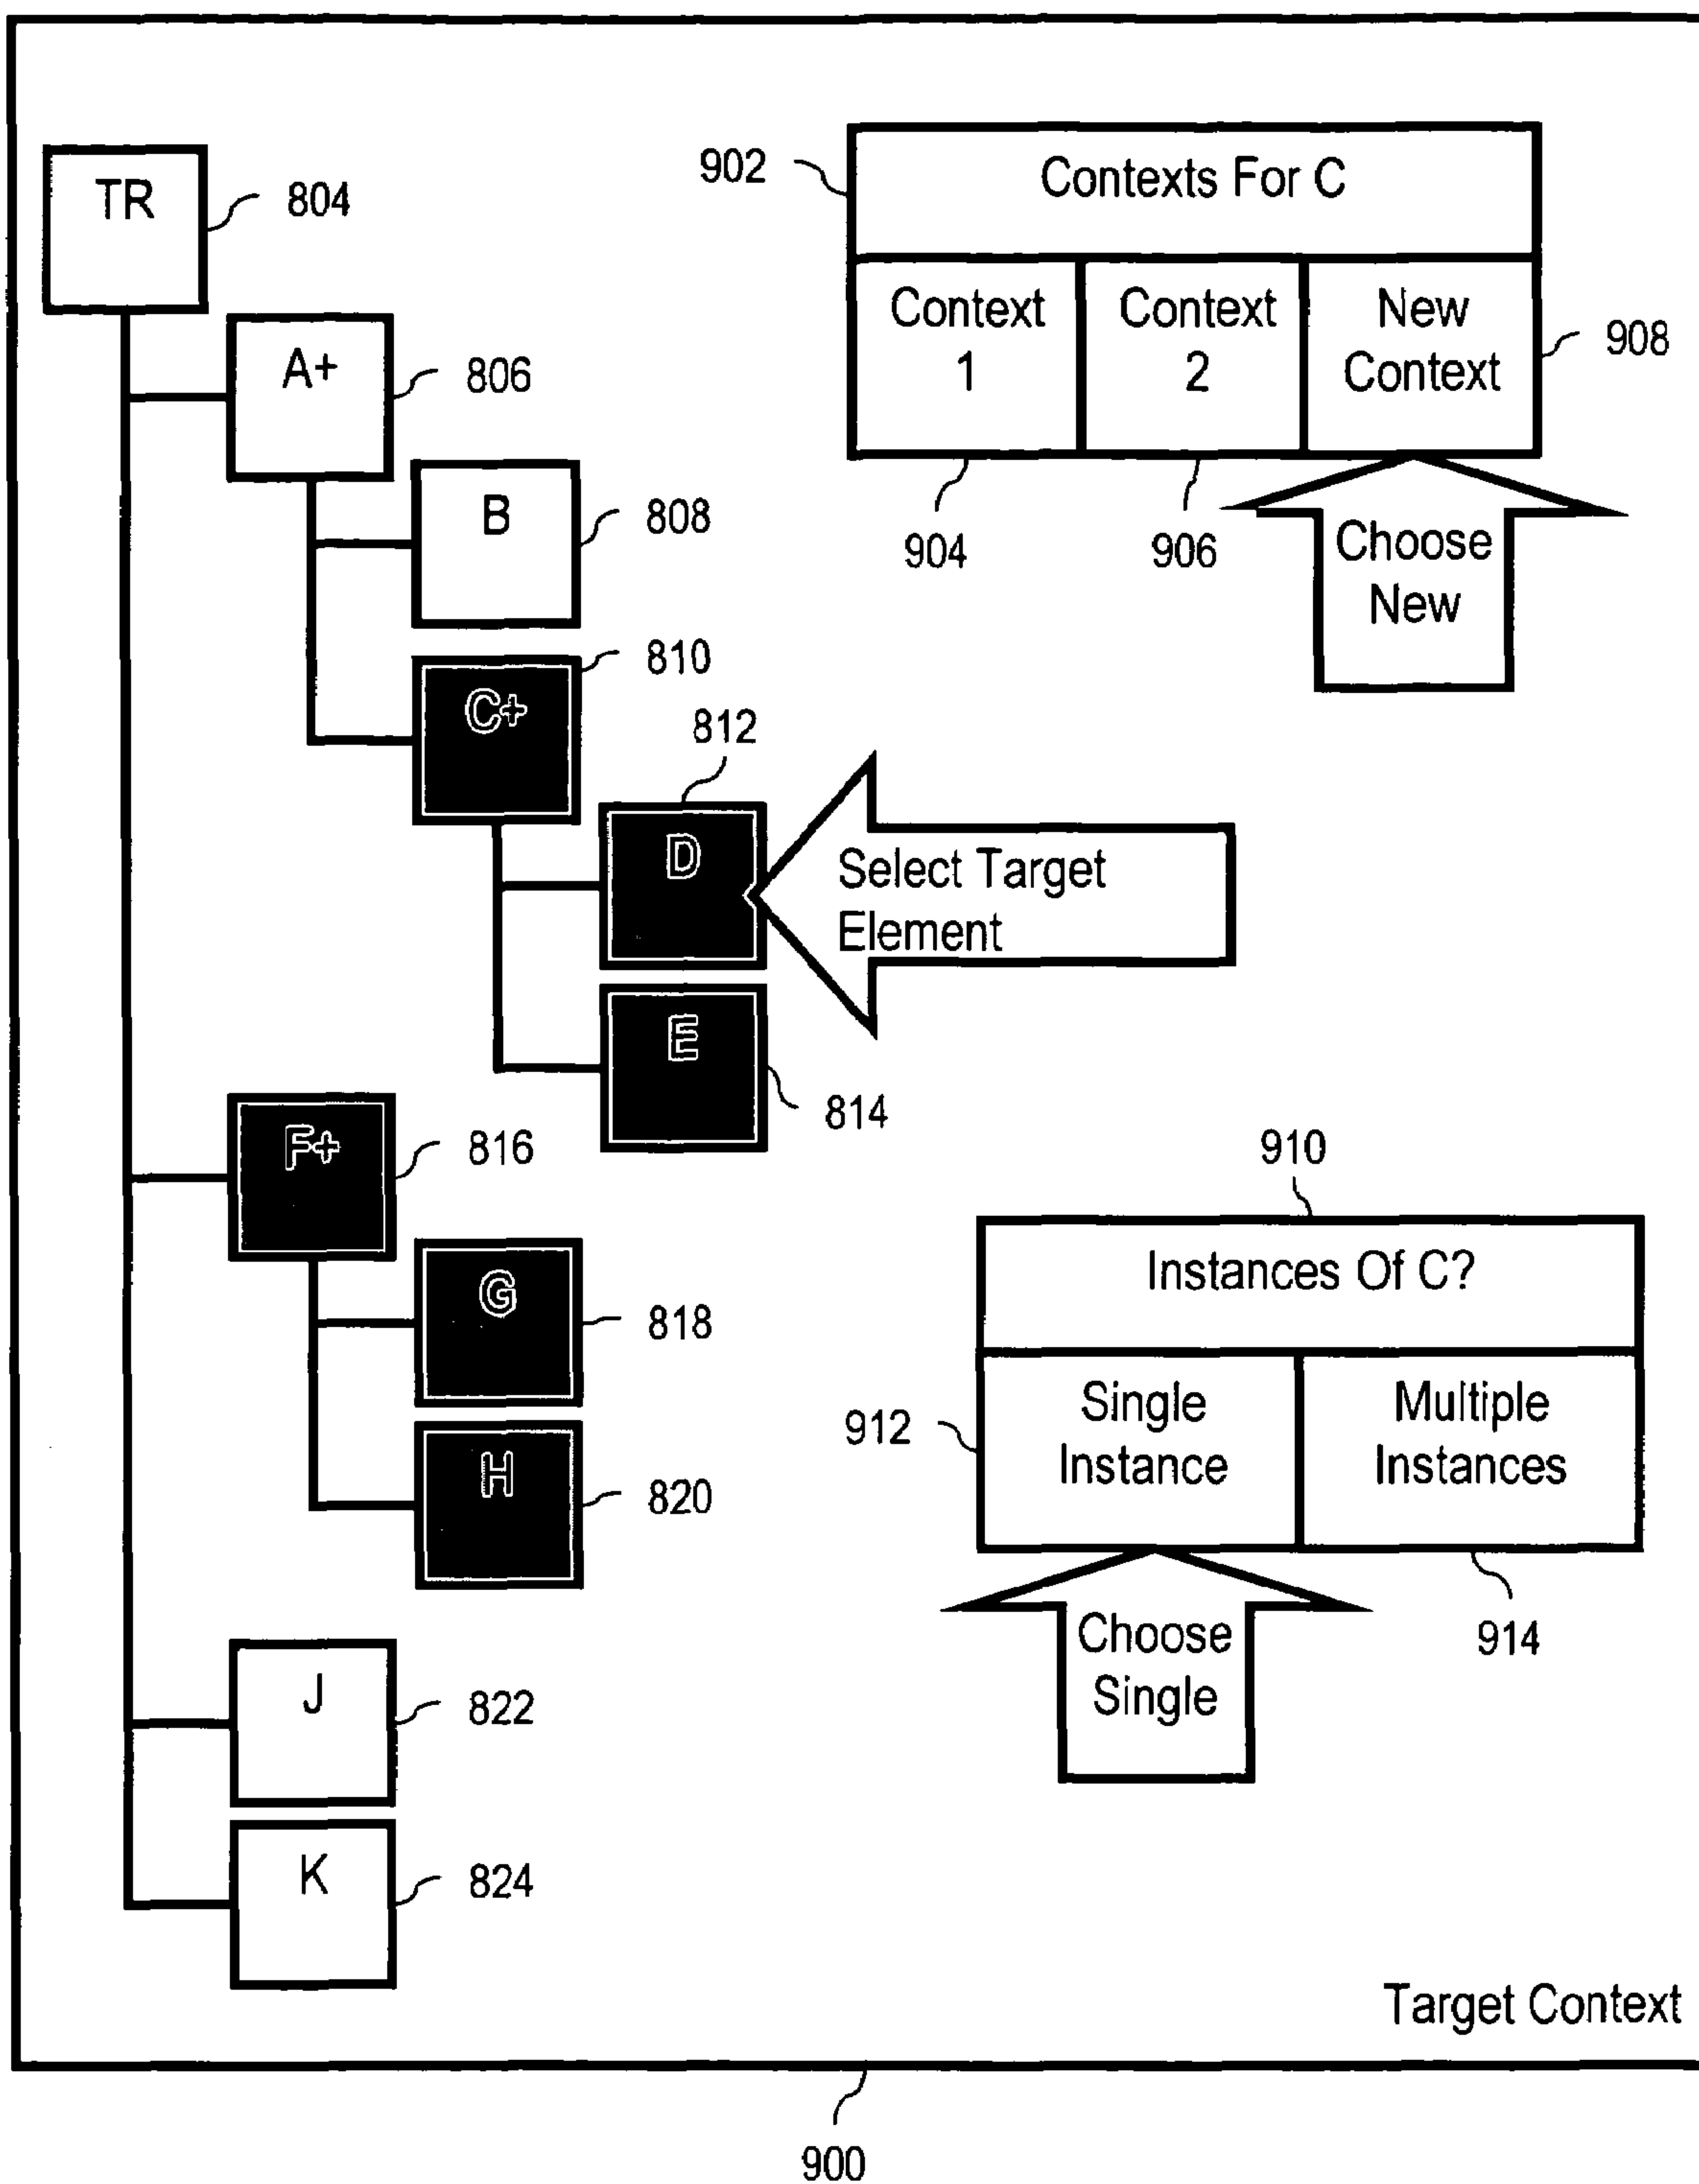 TR
804
902
Contexts For C
Context
1
Context
2
New
Context
908
904
906
Choose
New
A+
806
B
808
C+
810
812
D
Select Target
Element
E
814
F+
816
G
818
H
820
910
Instances Of C?
912
Single
Instance
Multiple
Instances
914
Choose
Single
J
822
K
824
Target Context
900